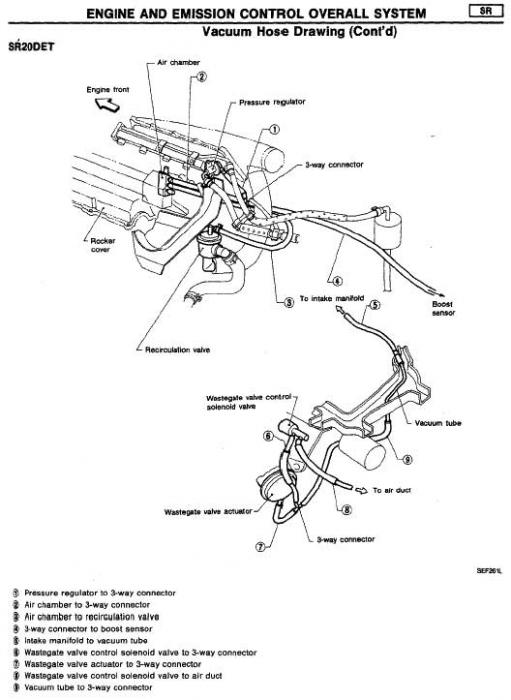 ENGINE AND EMISSION CONTROL OVERALL SYSTEM
SR
Vacuum Hose Drawing (Cont'd)
SR20DET
Air chamber
②
Engine front
Pressure regulator
①
3-way connector
Rocker
cover
④
③
To intake manifold
⑤
Boost
sensor
Recirculation valve
Wastegate valve control
solenoid valve
Vacuum tube
⑥
⑨
To air duct
Wastegate valve actuator
⑧
3-way connector
⑦
SEF261L
① Pressure regulator to 3-way connector
② Air chamber to 3-way connector
③ Air chamber to recirculation valve
④ 3-way connector to boost sensor
⑤ Intake manifold to vacuum tube
⑥ Wastegate valve control solenoid valve to 3-way connector
⑦ Wastegate valve actuator to 3-way connector
⑧ Wastegate valve control solenoid valve to air duct
⑨ Vacuum tube to 3-way connector